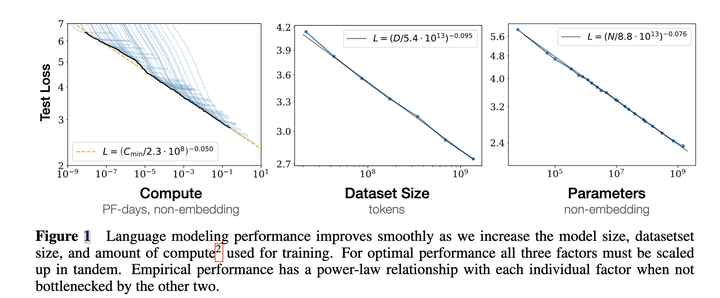 Test Loss
7
6
5
4
3
2
L = (C_min/2.3 · 10⁸)^−0.050
10⁻⁹ 10⁻⁷ 10⁻⁵ 10⁻³ 10⁻¹ 10¹
Compute
PF-days, non-embedding
4.2
3.9
3.6
3.3
3.0
2.7
L = (D/5.4 · 10¹³)^−0.095
10⁸ 10⁹
Dataset Size
tokens
5.6
4.8
4.0
3.2
2.4
L = (N/8.8 · 10¹³)^−0.076
10⁵ 10⁷ 10⁹
Parameters
non-embedding
Figure 1 Language modeling performance improves smoothly as we increase the model size, datasetset
size, and amount of compute² used for training. For optimal performance all three factors must be scaled
up in tandem. Empirical performance has a power-law relationship with each individual factor when not
bottlenecked by the other two.